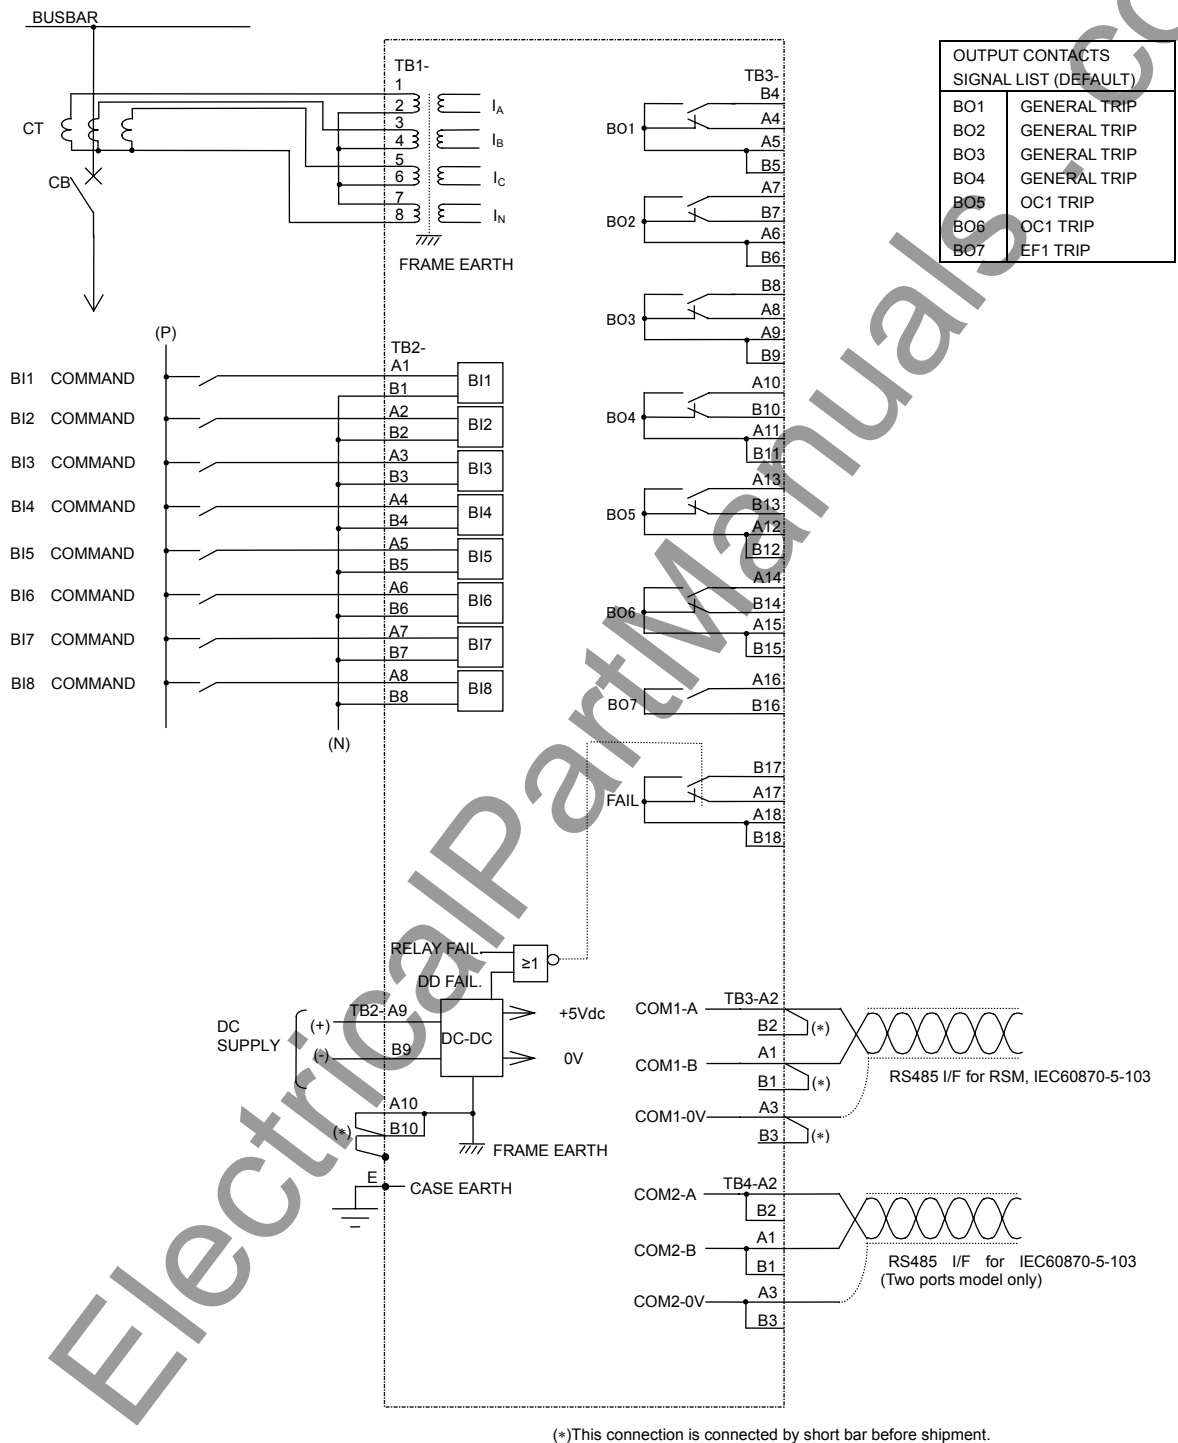 BUSBAR
CT
CB
TB1-
1
2
3
4
5
6
7
8
IA
IB
IC
IN
FRAME EARTH
(P)
BI1 COMMAND
BI2 COMMAND
BI3 COMMAND
BI4 COMMAND
BI5 COMMAND
BI6 COMMAND
BI7 COMMAND
BI8 COMMAND
(N)
TB2-
A1
B1
BI1
A2
B2
BI2
A3
B3
BI3
A4
B4
BI4
A5
B5
BI5
A6
B6
BI6
A7
B7
BI7
A8
B8
BI8
TB3-
BO1
B4
A4
A5
B5
BO2
A7
B7
A6
B6
BO3
B8
A8
A9
B9
BO4
A10
B10
A11
B11
BO5
A13
B13
A12
B12
BO6
A14
B14
A15
B15
BO7
A16
B16
FAIL
B17
A17
A18
B18
OUTPUT CONTACTS
SIGNAL LIST (DEFAULT)
BO1 GENERAL TRIP
BO2 GENERAL TRIP
BO3 GENERAL TRIP
BO4 GENERAL TRIP
BO5 OC1 TRIP
BO6 OC1 TRIP
BO7 EF1 TRIP
RELAY FAIL.
≥1
DD FAIL.
DC
SUPPLY
(+)
(-)
TB2- A9
B9
DC-DC
+5Vdc
0V
A10
(*)
B10
FRAME EARTH
E
CASE EARTH
COM1-A
TB3-A2
B2
(*)
COM1-B
A1
B1
(*)
COM1-0V
A3
B3
(*)
RS485 I/F for RSM, IEC60870-5-103
COM2-A
TB4-A2
B2
COM2-B
A1
B1
COM2-0V
A3
B3
RS485 I/F for IEC60870-5-103
(Two ports model only)
(*)This connection is connected by short bar before shipment.
ElectricalPartManuals.co